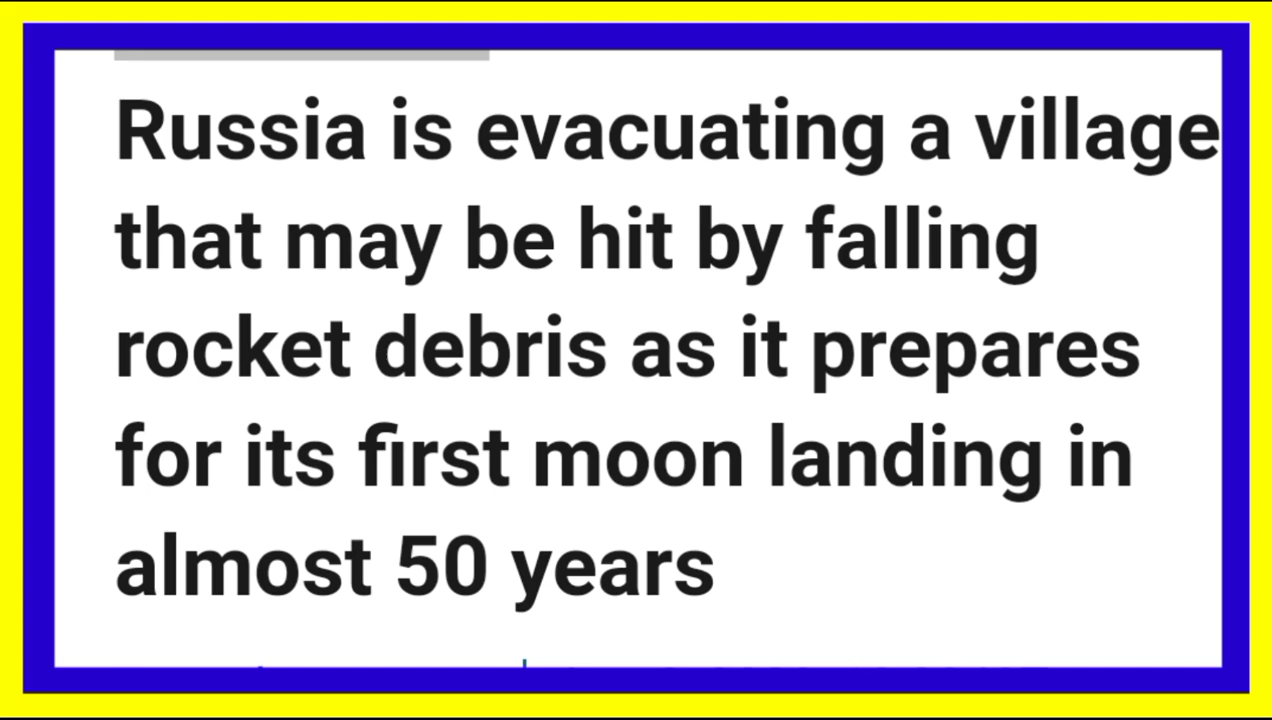 Russia is evacuating a village
that may be hit by falling
rocket debris as it prepares
for its first moon landing in
almost 50 years